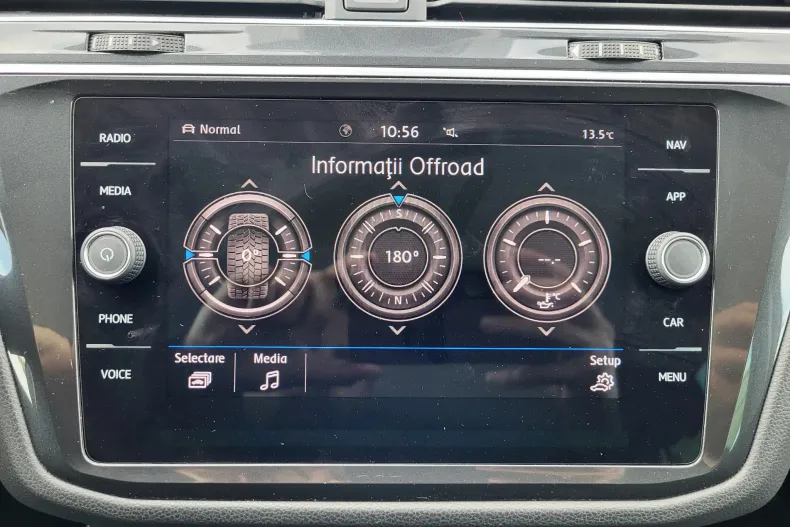 RADIO
MEDIA
PHONE
VOICE
Normal
10:56
13.5°C
Informaţii Offroad
0°
S
180°
N
--.-
°C
Selectare
Media
Setup
NAV
APP
CAR
MENU